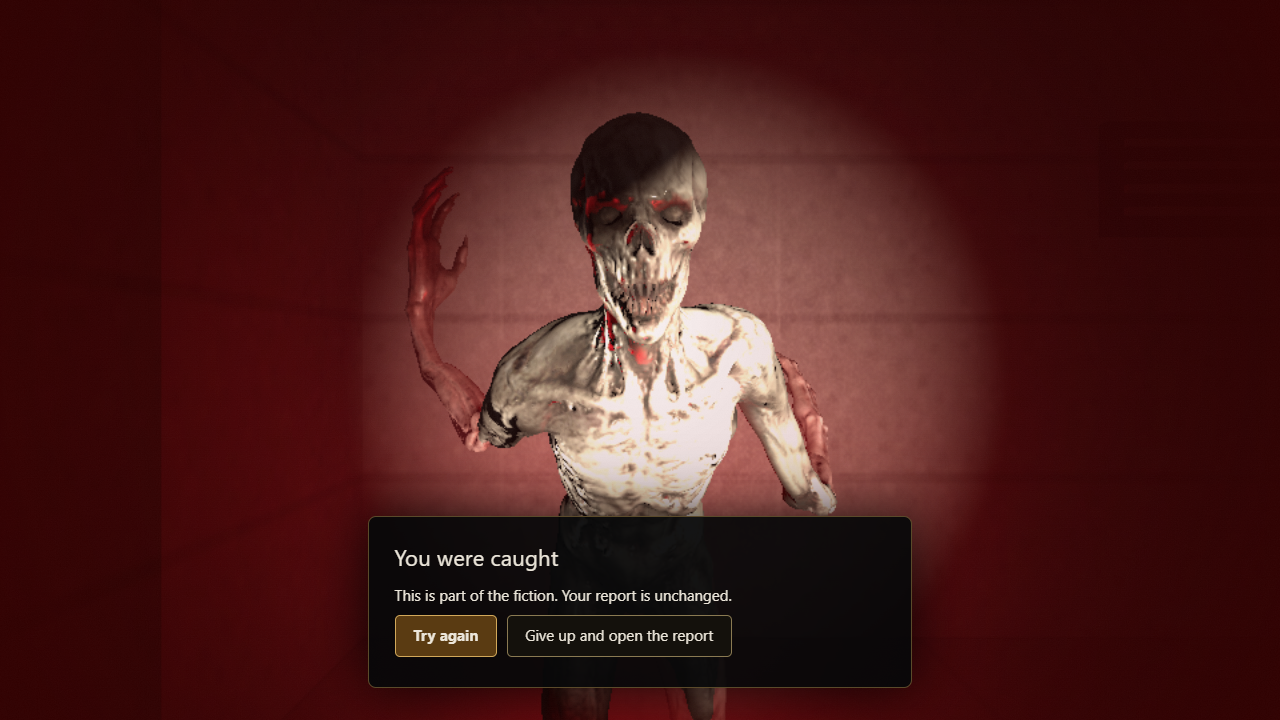 You were caught
This is part of the fiction. Your report is unchanged.
Try again
Give up and open the report